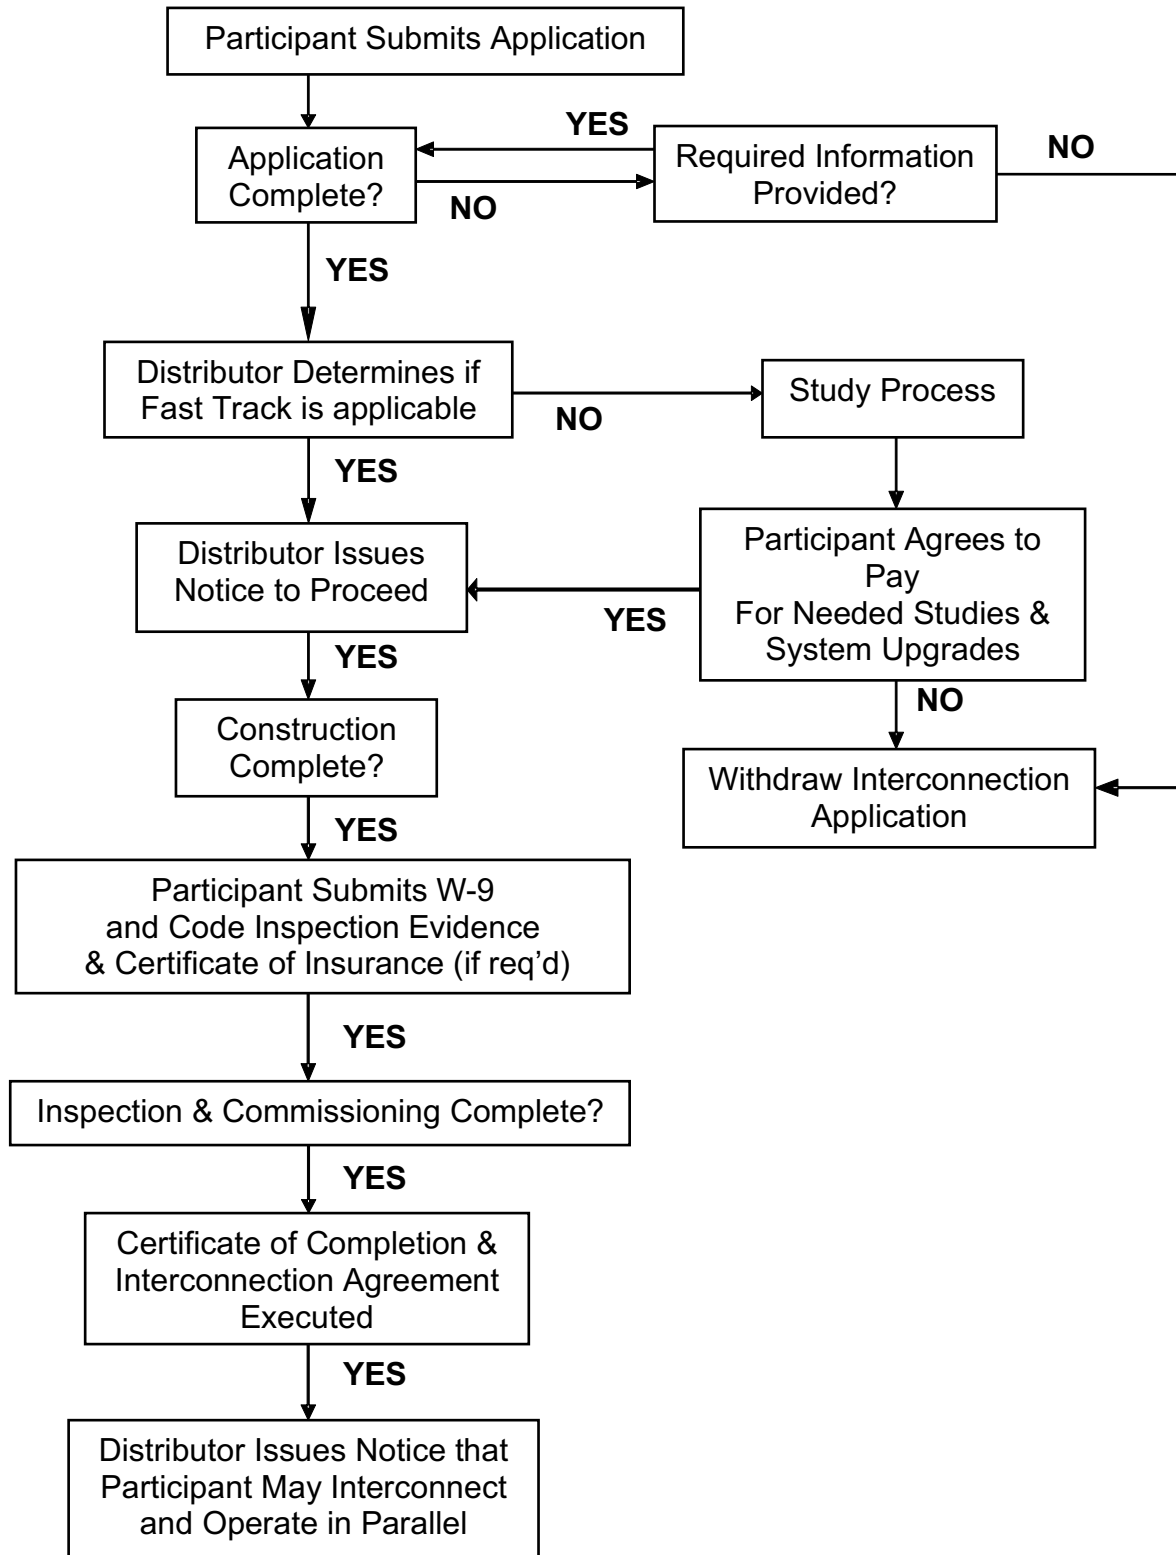 Participant Submits Application
YES
Application
Complete?
NO
Required Information
Provided?
NO
YES
Distributor Determines if
Fast Track is applicable
NO
Study Process
YES
Distributor Issues
Notice to Proceed
YES
Participant Agrees to
Pay
For Needed Studies &
System Upgrades
YES
NO
Construction
Complete?
Withdraw Interconnection
Application
YES
Participant Submits W-9
and Code Inspection Evidence
& Certificate of Insurance (if req’d)
YES
Inspection & Commissioning Complete?
YES
Certificate of Completion &
Interconnection Agreement
Executed
YES
Distributor Issues Notice that
Participant May Interconnect
and Operate in Parallel